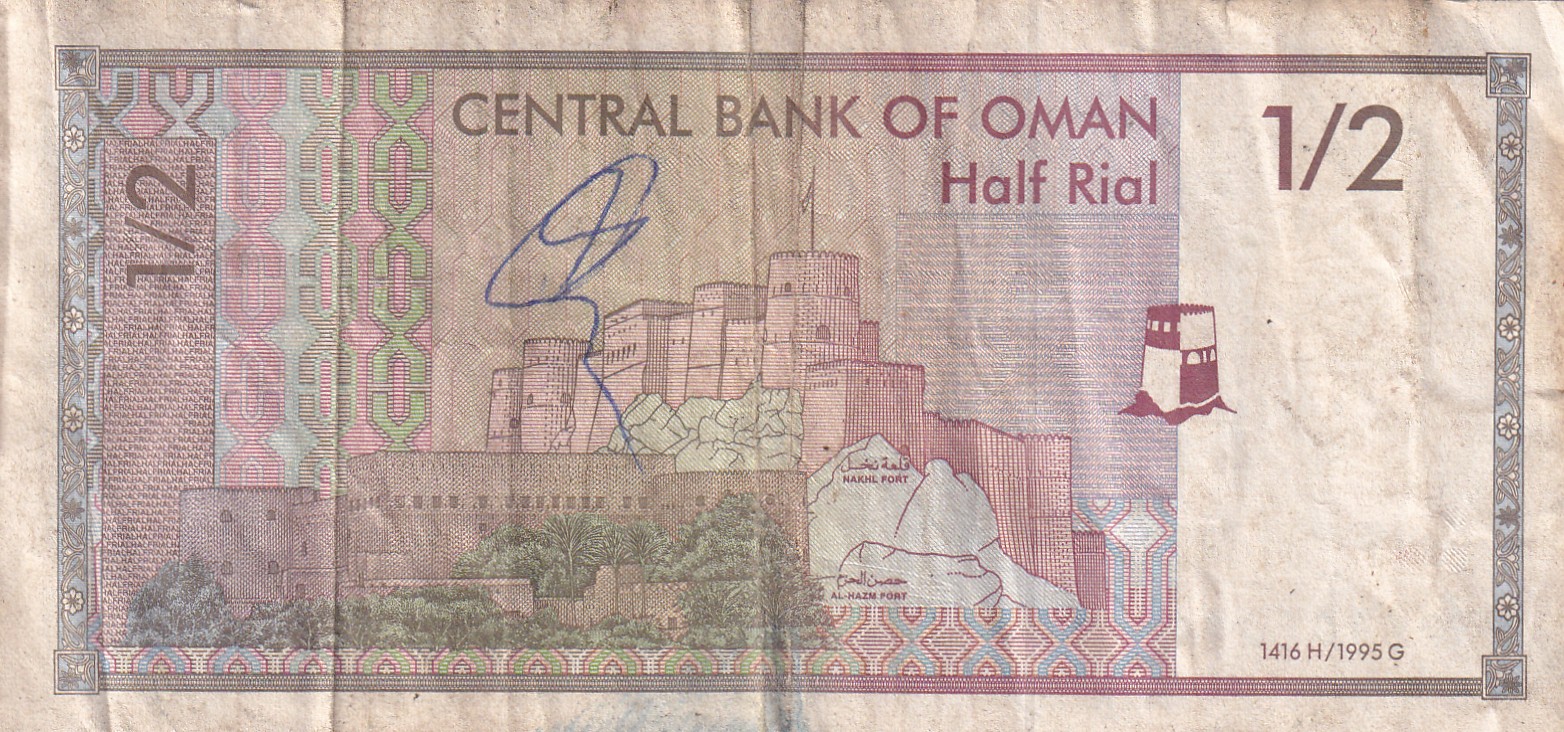 CENTRAL BANK OF OMAN
Half Rial
1/2
1/2
قلعة نخل
NAKHL FORT
حصن الحزم
AL-HAZM FORT
1416 H/1995 G